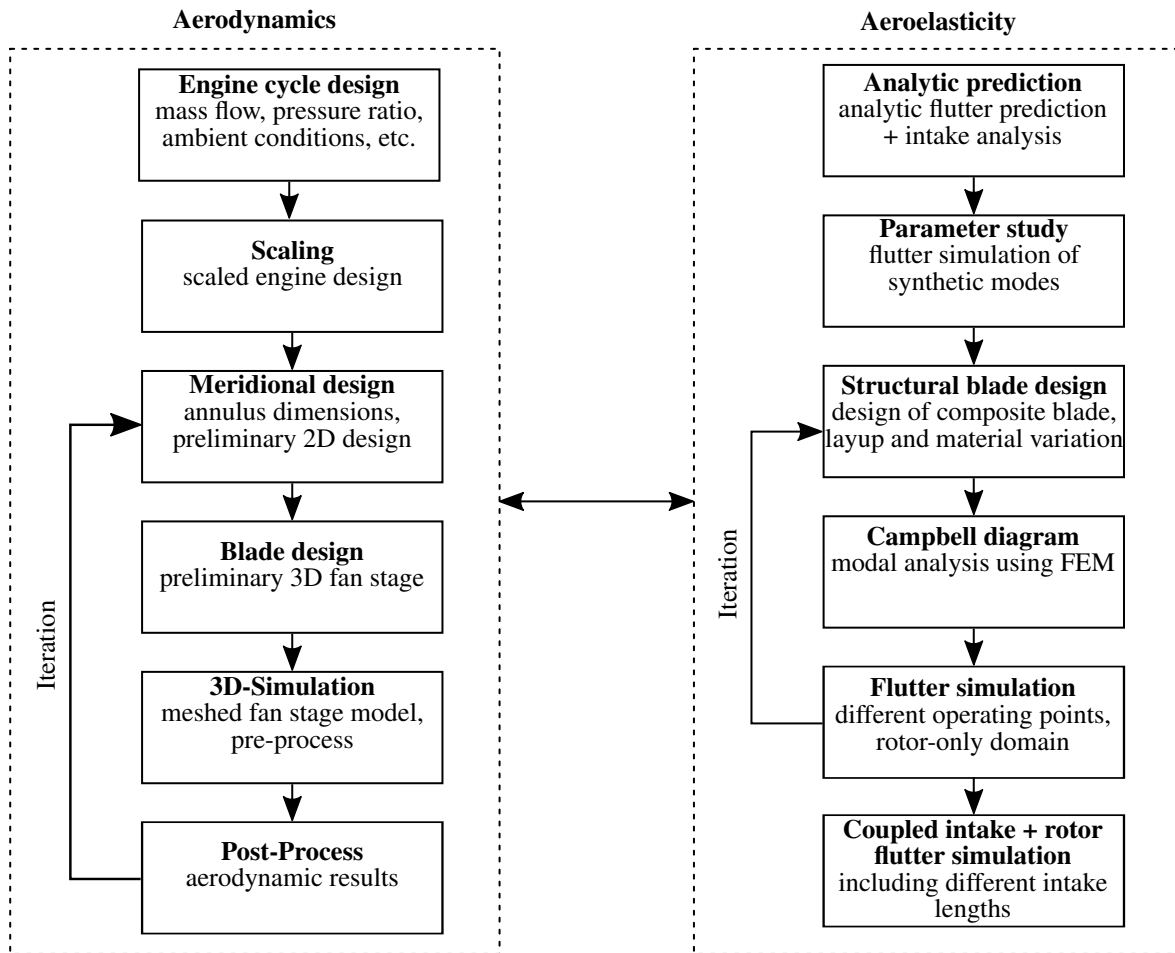 Aerodynamics
Engine cycle design
mass flow, pressure ratio,
ambient conditions, etc.
Scaling
scaled engine design
Meridional design
annulus dimensions,
preliminary 2D design
Blade design
preliminary 3D fan stage
3D-Simulation
meshed fan stage model,
pre-process
Post-Process
aerodynamic results
Iteration
Aeroelasticity
Analytic prediction
analytic flutter prediction
+ intake analysis
Parameter study
flutter simulation of
synthetic modes
Structural blade design
design of composite blade,
layup and material variation
Campbell diagram
modal analysis using FEM
Flutter simulation
different operating points,
rotor-only domain
Coupled intake + rotor
flutter simulation
including different intake
lengths
Iteration